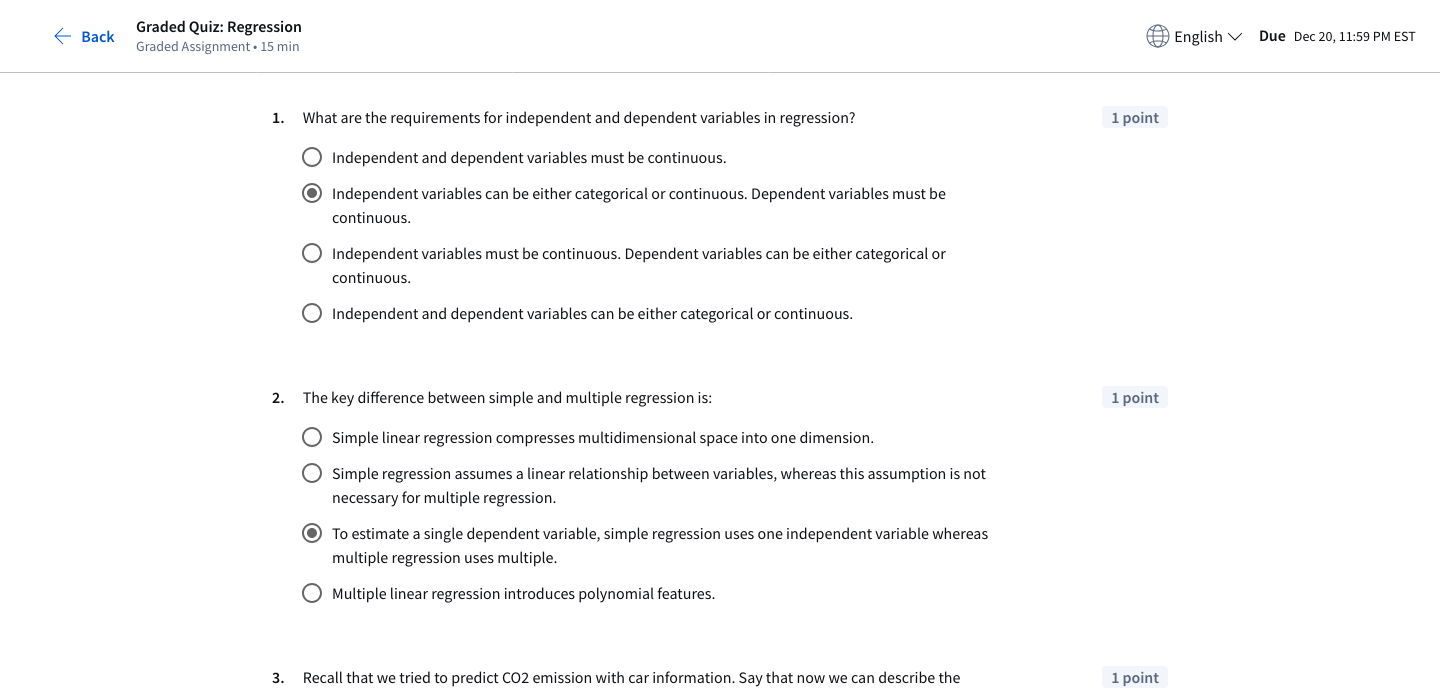 Back
Graded Quiz: Regression
Graded Assignment • 15 min
English
Due Dec 20, 11:59 PM EST
1. What are the requirements for independent and dependent variables in regression? 1 point
Independent and dependent variables must be continuous.
Independent variables can be either categorical or continuous. Dependent variables must be
continuous.
Independent variables must be continuous. Dependent variables can be either categorical or
continuous.
Independent and dependent variables can be either categorical or continuous.
2. The key difference between simple and multiple regression is: 1 point
Simple linear regression compresses multidimensional space into one dimension.
Simple regression assumes a linear relationship between variables, whereas this assumption is not
necessary for multiple regression.
To estimate a single dependent variable, simple regression uses one independent variable whereas
multiple regression uses multiple.
Multiple linear regression introduces polynomial features.
3. Recall that we tried to predict CO2 emission with car information. Say that now we can describe the 1 point